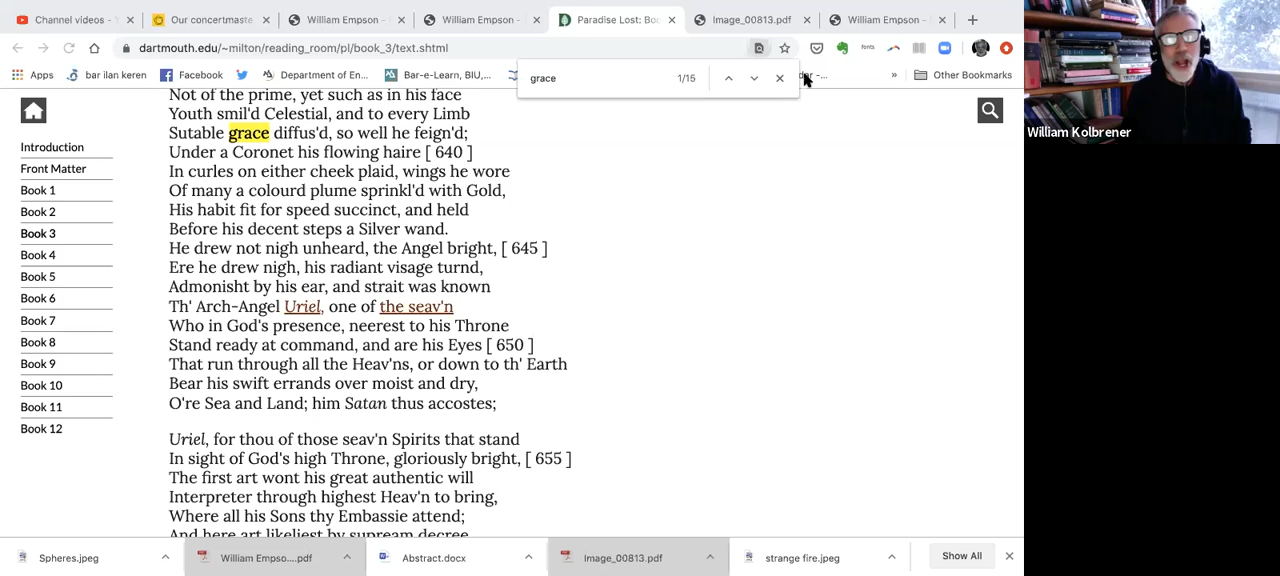 Channel videos - Y
Our concertmaste
William Empson -
William Empson -
Paradise Lost: Boo
Image_00813.pdf
William Empson -
dartmouth.edu/~milton/reading_room/pl/book_3/text.shtml
Apps
bar ilan keren
Facebook
Department of En...
Bar-e-Learn, BIU,...
Other Bookmarks
grace
1/15
William Kolbrener
Introduction
Front Matter
Book 1
Book 2
Book 3
Book 4
Book 5
Book 6
Book 7
Book 8
Book 9
Book 10
Book 11
Book 12
Not of the prime, yet such as in his face
Youth smil'd Celestial, and to every Limb
Sutable grace diffus'd, so well he feign'd;
Under a Coronet his flowing haire [ 640 ]
In curles on either cheek plaid, wings he wore
Of many a colourd plume sprinkl'd with Gold,
His habit fit for speed succinct, and held
Before his decent steps a Silver wand.
He drew not nigh unheard, the Angel bright, [ 645 ]
Ere he drew nigh, his radiant visage turnd,
Admonisht by his ear, and strait was known
Th' Arch-Angel Uriel, one of the seav'n
Who in God's presence, neerest to his Throne
Stand ready at command, and are his Eyes [ 650 ]
That run through all the Heav'ns, or down to th' Earth
Bear his swift errands over moist and dry,
O're Sea and Land; him Satan thus accostes;
Uriel, for thou of those seav'n Spirits that stand
In sight of God's high Throne, gloriously bright, [ 655 ]
The first art wont his great authentic will
Interpreter through highest Heav'n to bring,
Where all his Sons thy Embassie attend;
And here art likeliest by supream decree
Spheres.jpeg
William Empso....pdf
Abstract.docx
Image_00813.pdf
strange fire.jpeg
Show All